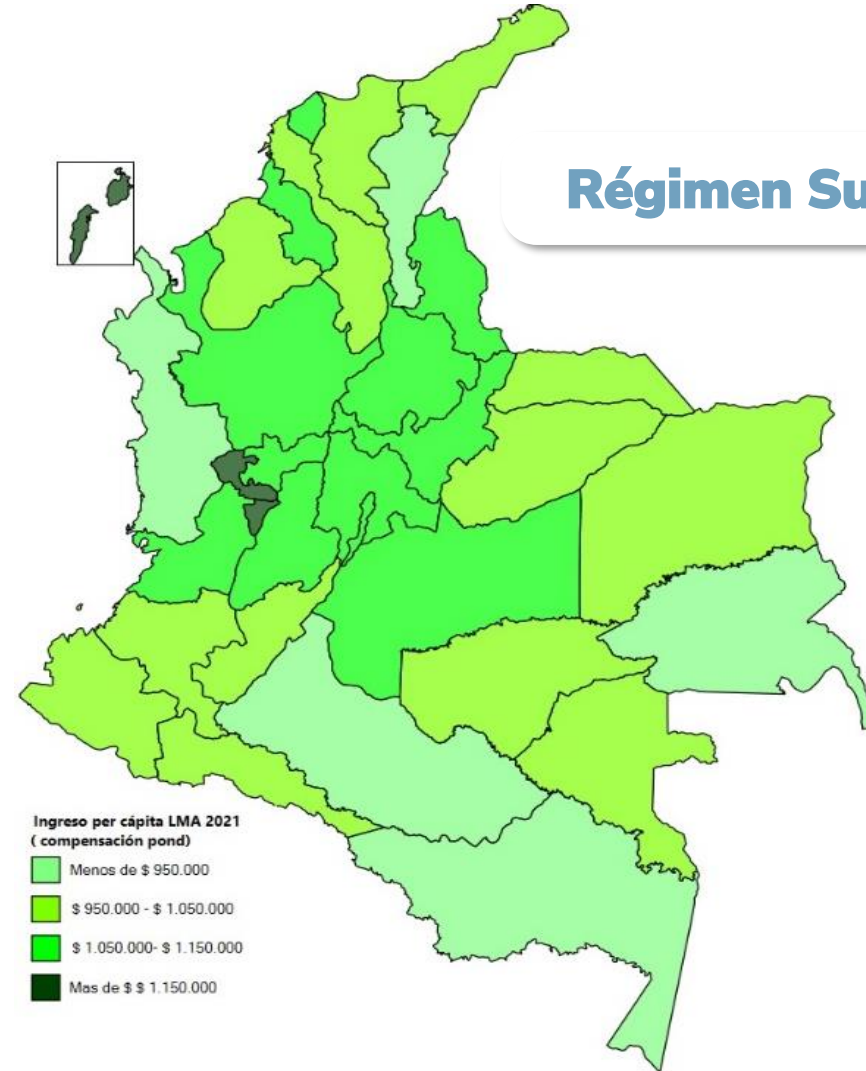 Régimen Su
Ingreso per cápita LMA 2021
( compensación pond)
Menos de $ 950.000
$ 950.000 - $ 1.050.000
$ 1.050.000- $ 1.150.000
Mas de $ $ 1.150.000